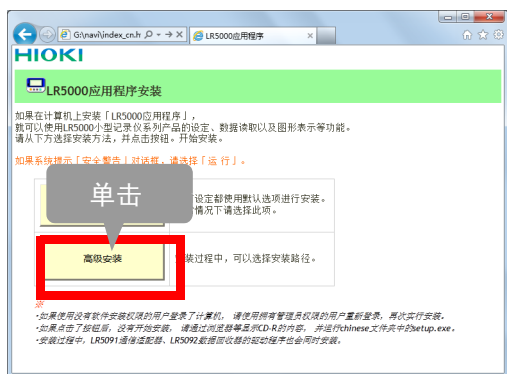 G:\navi\index_cn.h
LR5000应用程序
HIOKI
LR5000应用程序安装
如果在计算机上安装「LR5000应用程序」，
就可以使用LR5000小型记录仪系列产品的设定、数据读取以及图形表示等功能。
请从下方选择安装方法，并点击按钮。开始安装。
如果系统提示「安全警告」对话框，请选择「运 行」。
单击
设定都使用默认选项进行安装。
情况下请选择此项。
高级安装
装过程中，可以选择安装路径。
※
·如果使用没有软件安装权限的用户登录了计算机， 请使用拥有管理员权限的用户重新登录，再次实行安装。
·如果点击了按钮后，没有开始安装， 请通过浏览器等显示CD-R的内容， 并运行chinese文件夹中的setup.exe。
·安装过程中，LR5091通信适配器、LR5092数据回收器的驱动程序也会同时安装。